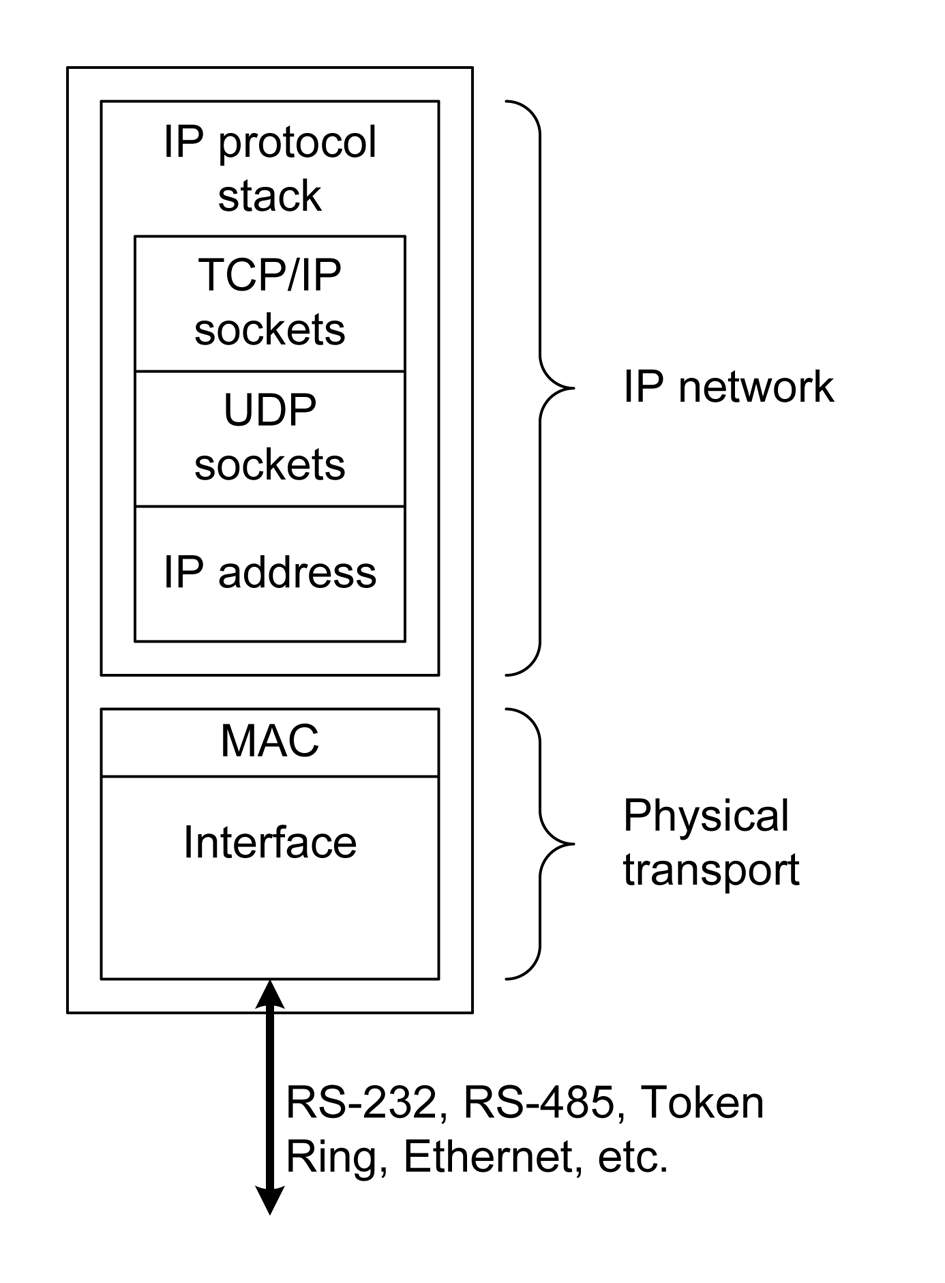 IP protocol
stack
TCP/IP
sockets
UDP
sockets
IP address
IP network
MAC
Interface
Physical
transport
RS-232, RS-485, Token
Ring, Ethernet, etc.